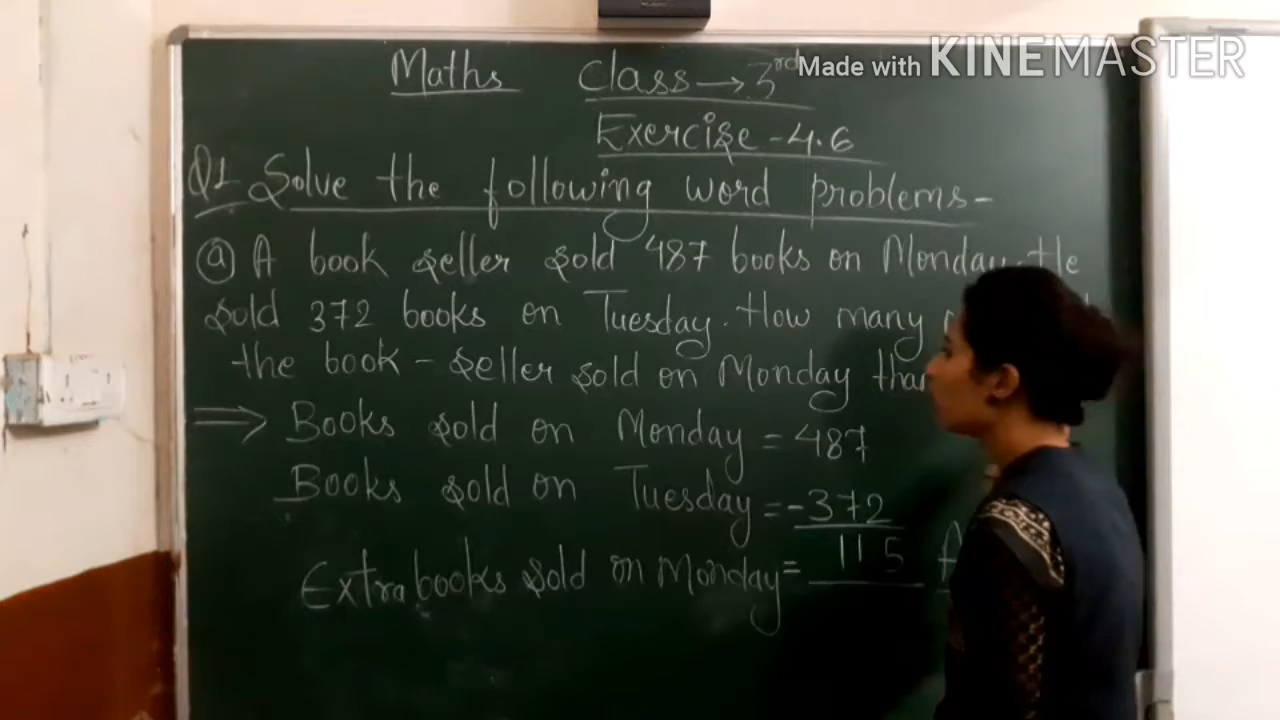 Made with KINEMASTER
Maths Class → 3rd
Exercise - 4.6
Q1 Solve the following word problems -
(a) A book seller sold 487 books on Monday. He
sold 372 books on Tuesday. How many
the book - seller sold on Monday than
⇒ Books sold on Monday = 487
Books sold on Tuesday = - 372
Extra books sold on Monday = 115